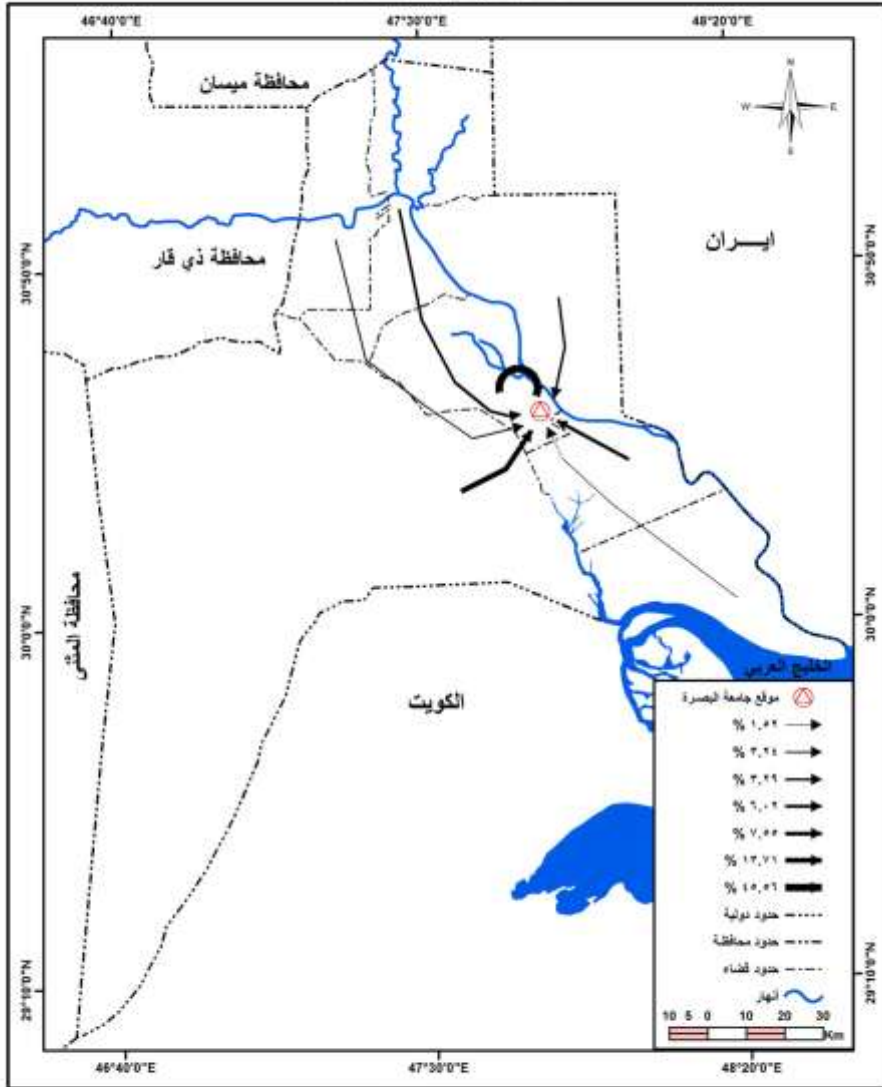 46°40'0"E 47°30'0"E 48°20'0"E
N
W E
S
محافظة ميسان
ايـــران
محافظة ذي قار
30°50'0"N 30°50'0"N
محافظة المثنى
30°0'0"N 30°0'0"N
الكويت
الخليج العربي
موقع جامعة البصرة
% ١,٥٢
% ٣,٢٤
% ٣,٢٩
% ٦,٠٢
% ٧,٥٥
% ١٣,٧١
% ٤٥,٥٦
حدود دولية
حدود محافظة
حدود قضاء
أنهار
10 5 0 10 20 30
Km
29°10'0"N 29°10'0"N
46°40'0"E 47°30'0"E 48°20'0"E